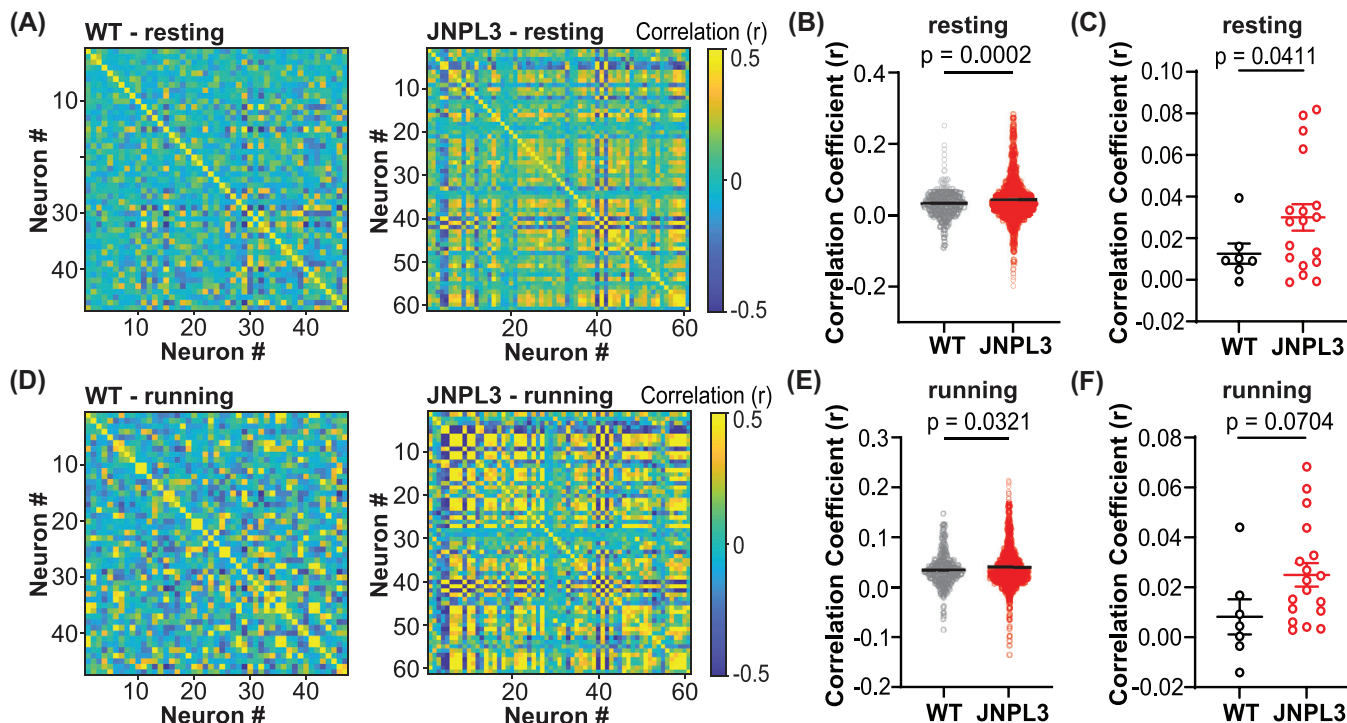 (A)
WT - resting
JNPL3 - resting
Correlation (r)
0.5
0
-0.5
Neuron #
10
20
30
40
10
20
30
40
50
60
10
20
30
40
20
40
60
Neuron #
Neuron #
(B)
resting
p = 0.0002
Correlation Coefficient (r)
0.4
0.2
0.0
-0.2
WT
JNPL3
(C)
resting
p = 0.0411
Correlation Coefficient (r)
0.10
0.08
0.06
0.04
0.02
0.00
-0.02
WT
JNPL3
(D)
WT - running
JNPL3 - running
Correlation (r)
0.5
0
-0.5
Neuron #
10
20
30
40
Neuron #
10
20
30
40
50
60
10
20
30
40
20
40
60
Neuron #
Neuron #
(E)
running
p = 0.0321
Correlation Coefficient (r)
0.3
0.2
0.1
0.0
-0.1
-0.2
WT
JNPL3
(F)
running
p = 0.0704
Correlation Coefficient (r)
0.08
0.06
0.04
0.02
0.00
-0.02
WT
JNPL3